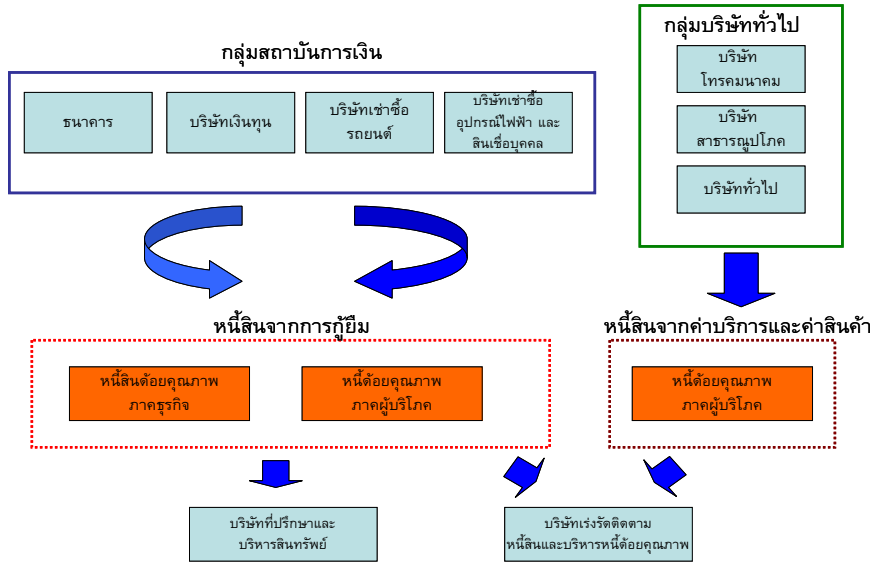 กลุ่มสถาบันการเงิน
ธนาคาร
บริษัทเงินทุน
บริษัทเช่าซื้อ
รถยนต์
บริษัทเช่าซื้อ
อุปกรณ์ไฟฟ้า และ
สินเชื่อบุคคล
กลุ่มบริษัททั่วไป
บริษัท
โทรคมนาคม
บริษัท
สาธารณูปโภค
บริษัททั่วไป
หนี้สินจากการกู้ยืม
หนี้สินด้อยคุณภาพ
ภาคธุรกิจ
หนี้ด้อยคุณภาพ
ภาคผู้บริโภค
หนี้สินจากค่าบริการและค่าสินค้า
หนี้ด้อยคุณภาพ
ภาคผู้บริโภค
บริษัทที่ปรึกษาและ
บริหารสินทรัพย์
บริษัทเร่งรัดติดตาม
หนี้สินและบริหารหนี้ด้อยคุณภาพ